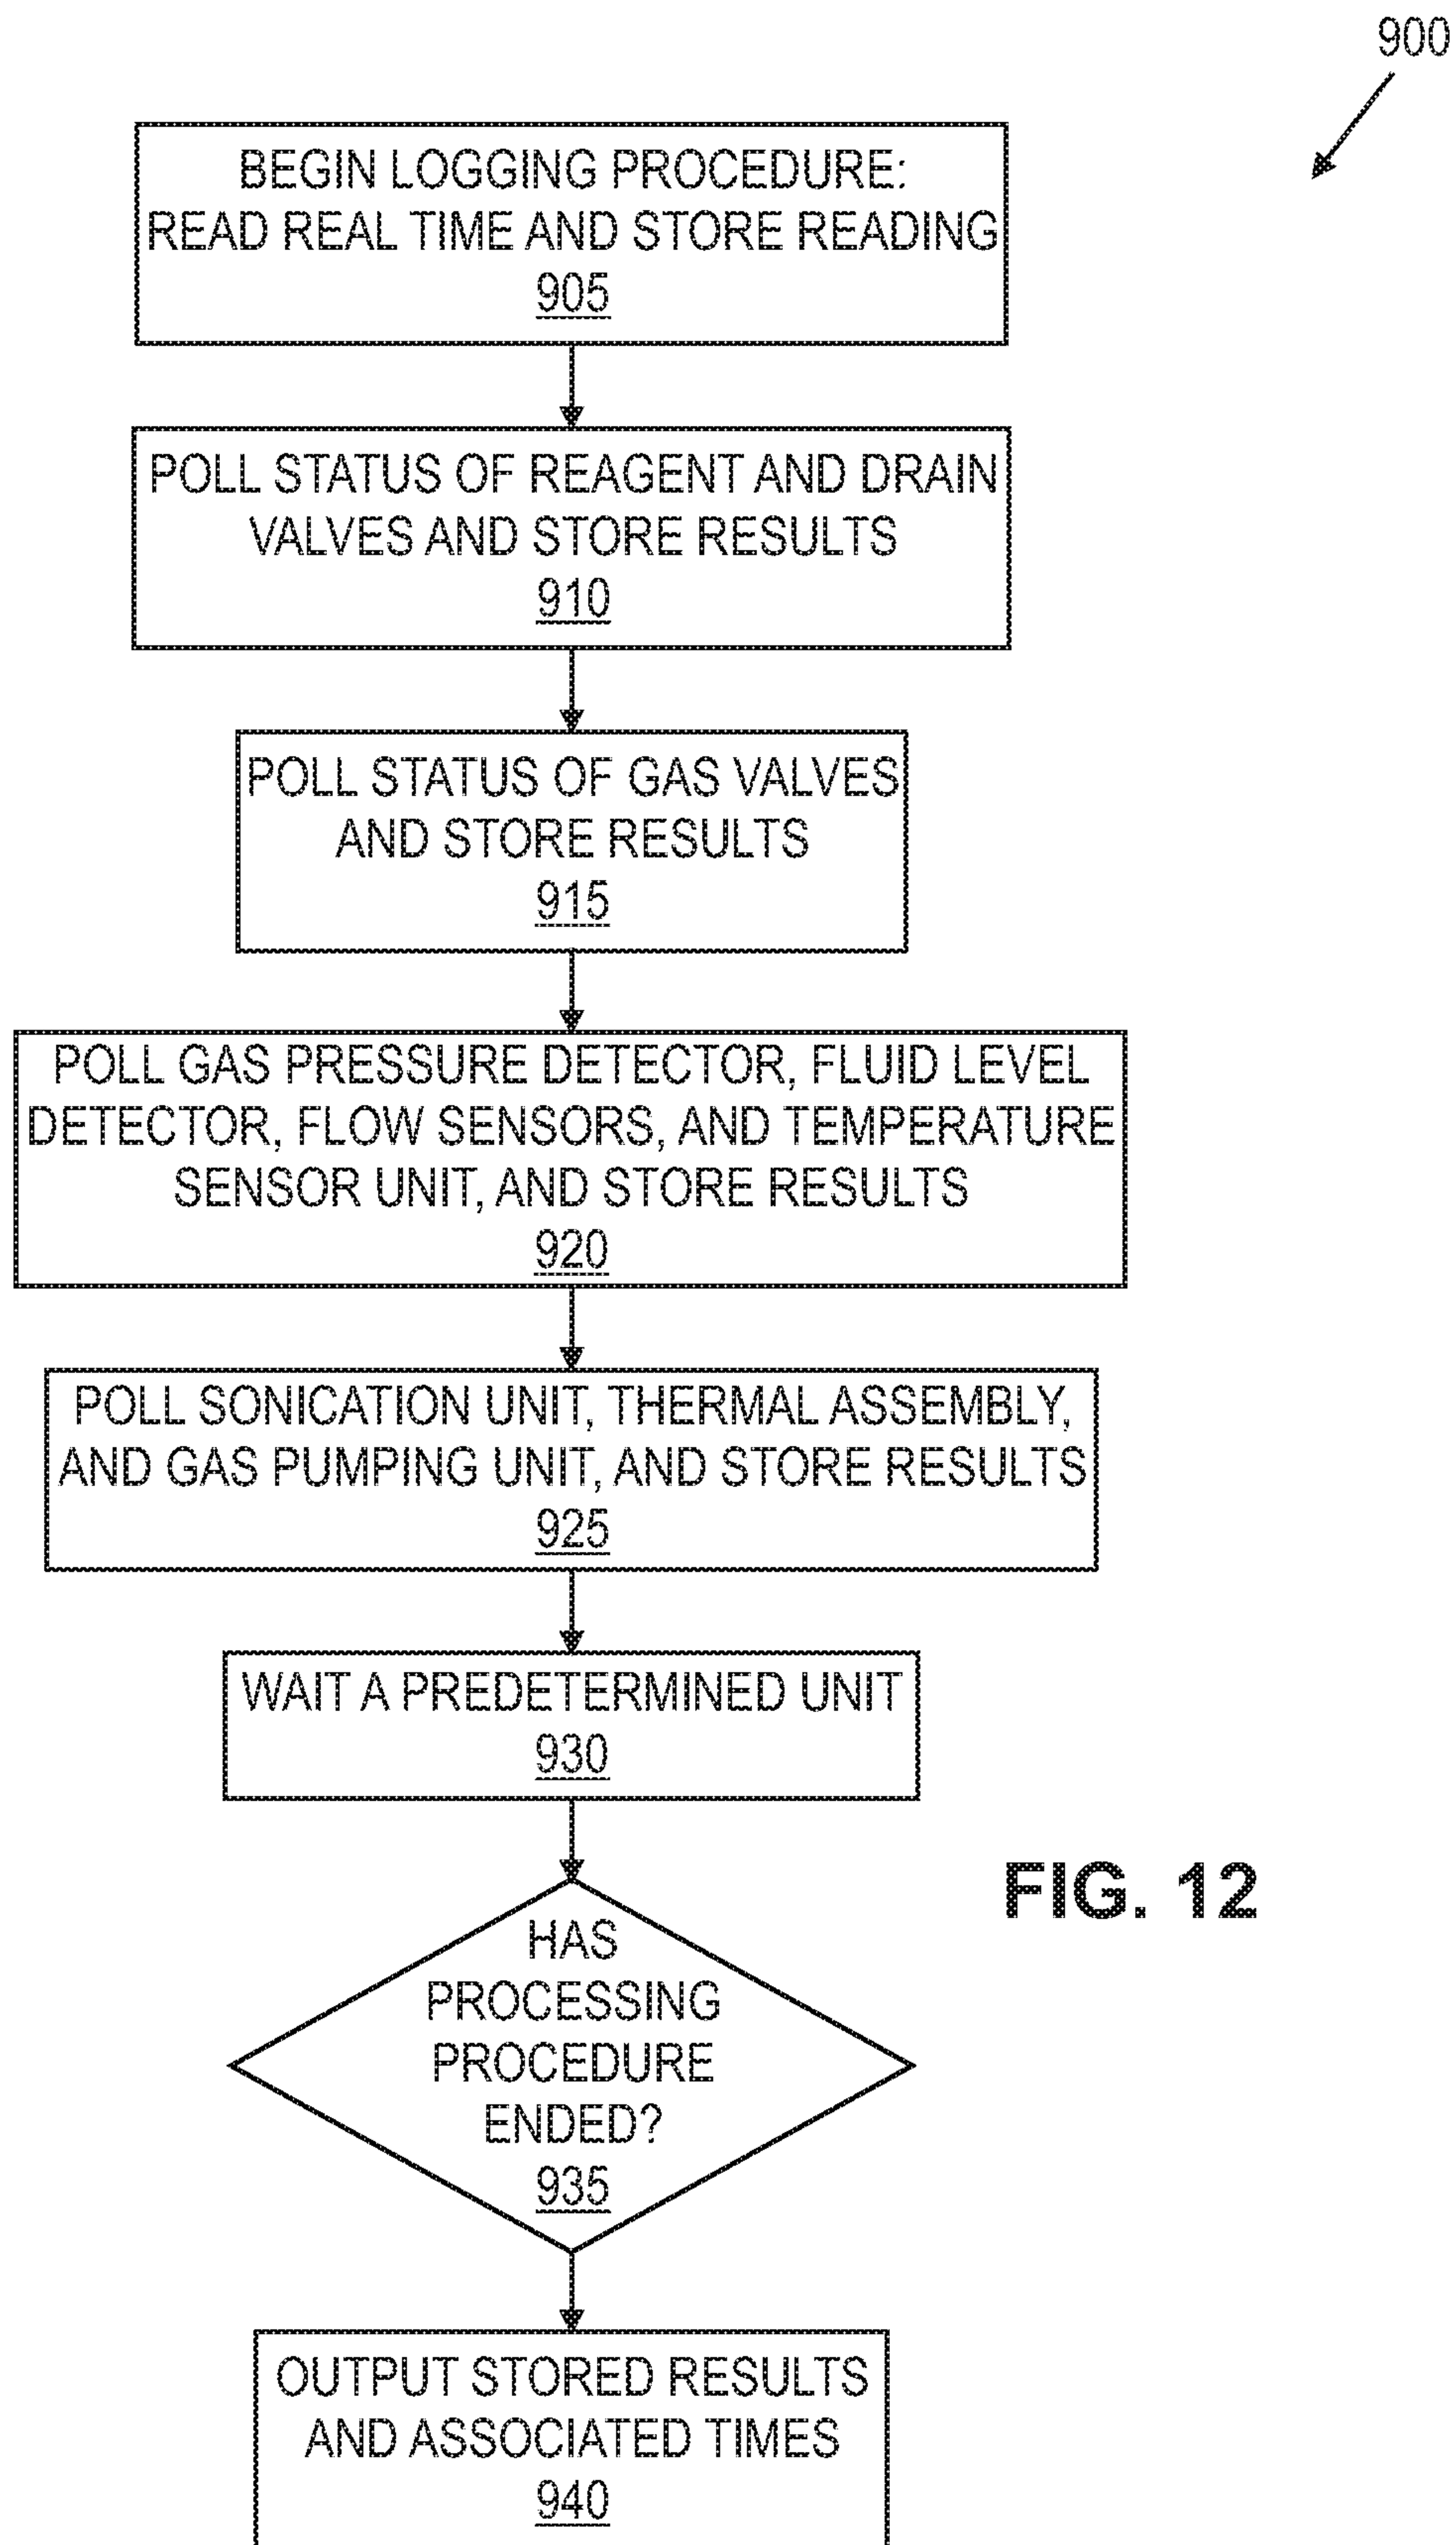 900
BEGIN LOGGING PROCEDURE:
READ REAL TIME AND STORE READING
905
POLL STATUS OF REAGENT AND DRAIN
VALVES AND STORE RESULTS
910
POLL STATUS OF GAS VALVES
AND STORE RESULTS
915
POLL GAS PRESSURE DETECTOR, FLUID LEVEL
DETECTOR, FLOW SENSORS, AND TEMPERATURE
SENSOR UNIT, AND STORE RESULTS
920
POLL SONICATION UNIT, THERMAL ASSEMBLY,
AND GAS PUMPING UNIT, AND STORE RESULTS
925
WAIT A PREDETERMINED UNIT
930
FIG. 12
HAS
PROCESSING
PROCEDURE
ENDED?
935
OUTPUT STORED RESULTS
AND ASSOCIATED TIMES
940